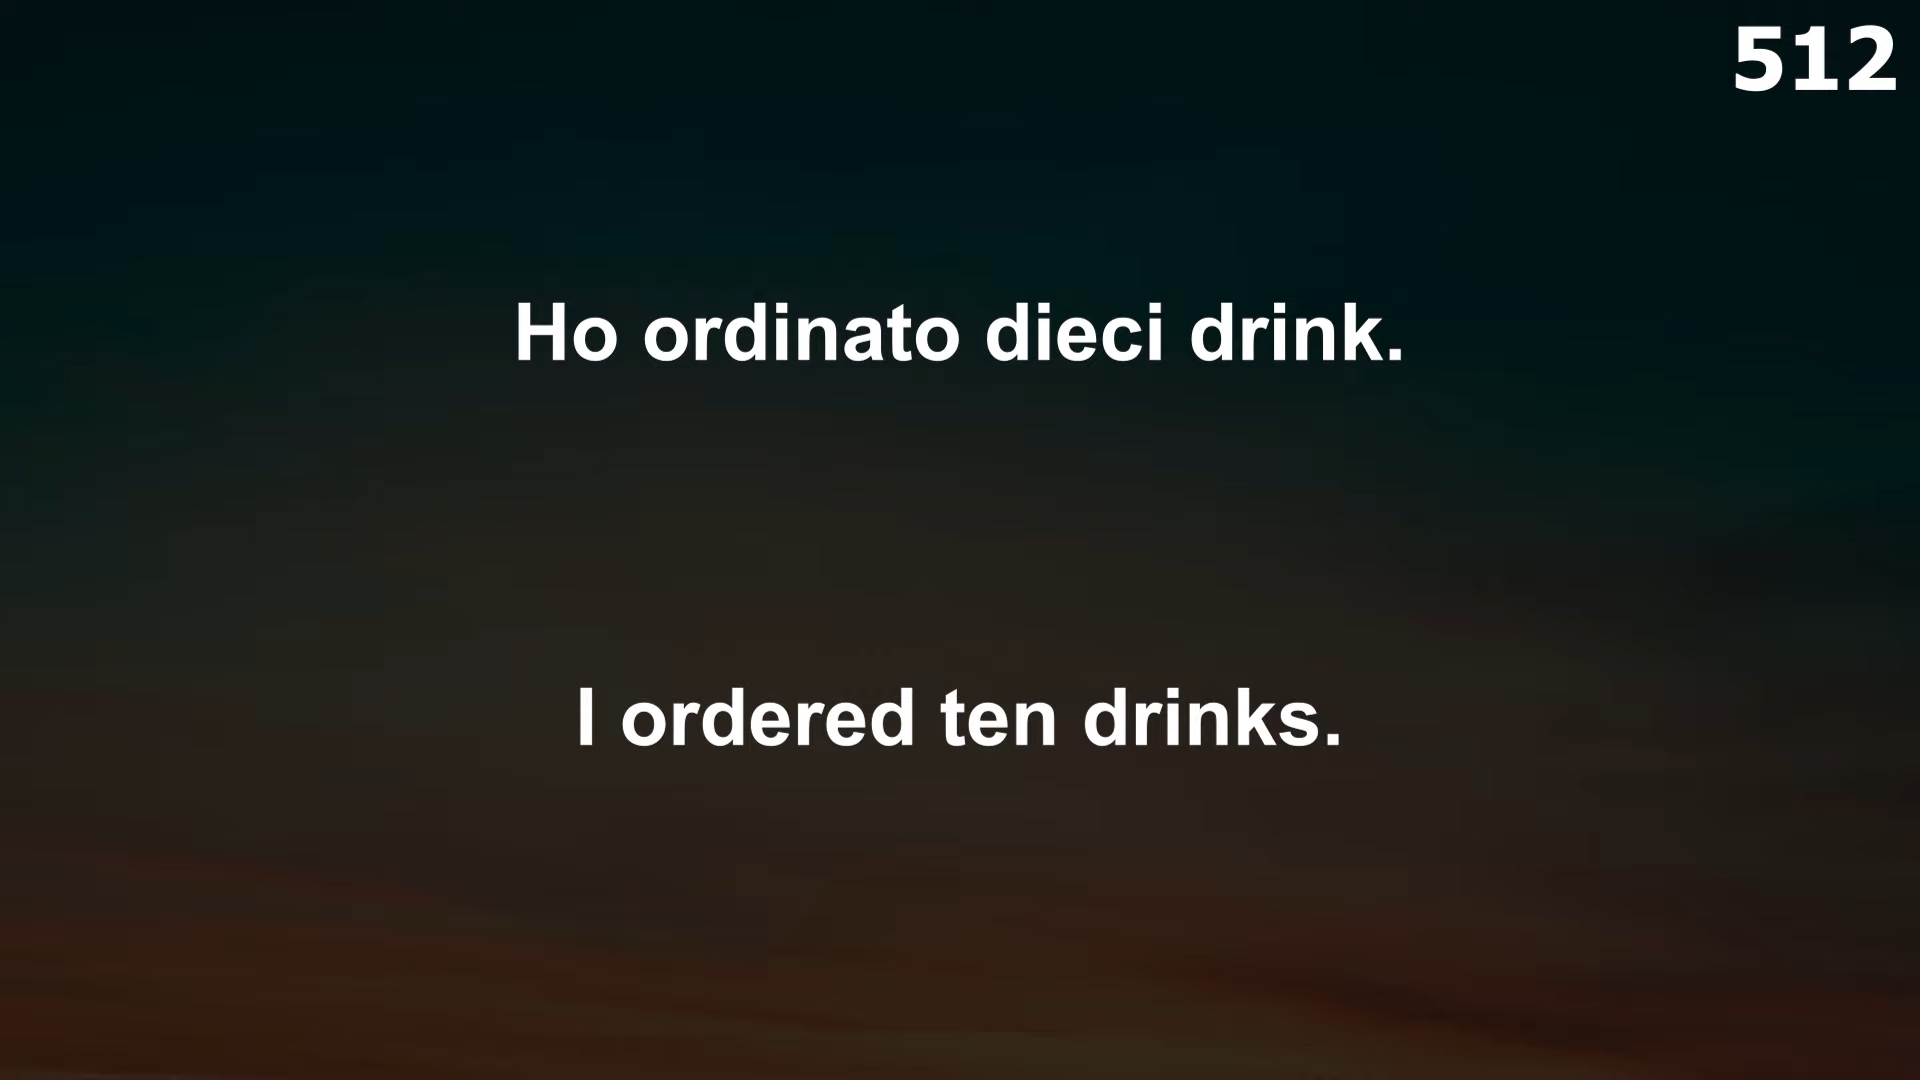 512
Ho ordinato dieci drink.
I ordered ten drinks.